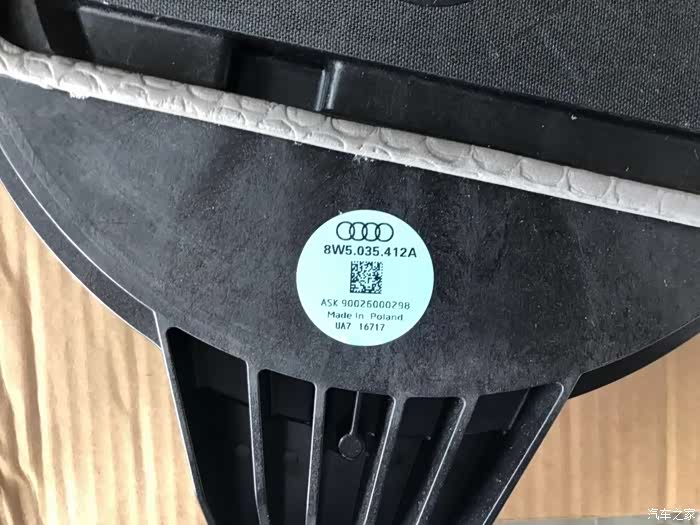 8W5.035.412A
ASK 90026000298
Made In Poland
UA7 16717
汽车之家